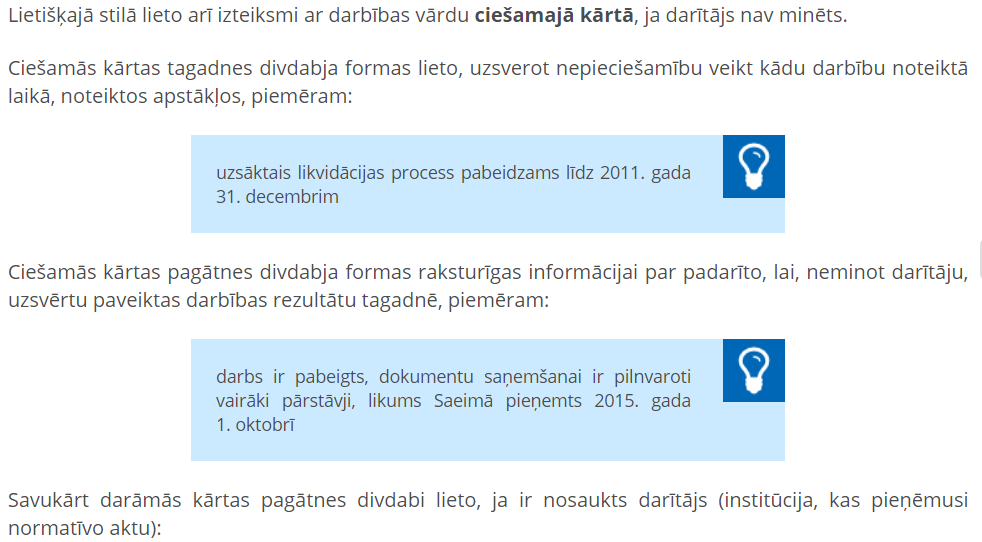 Lietišķajā stilā lieto arī izteiksmi ar darbības vārdu ciešamajā kārtā, ja darītājs nav minēts.
Ciešamās kārtas tagadnes divdabja formas lieto, uzsverot nepieciešamību veikt kādu darbību noteiktā
laikā, noteiktos apstākļos, piemēram:
uzsāktais likvidācijas process pabeidzams līdz 2011. gada
31. decembrim
Ciešamās kārtas pagātnes divdabja formas raksturīgas informācijai par padarīto, lai, neminot darītāju,
uzsvērtu paveiktas darbības rezultātu tagadnē, piemēram:
darbs ir pabeigts, dokumentu saņemšanai ir pilnvaroti
vairāki pārstāvji, likums Saeimā pieņemts 2015. gada
1. oktobrī
Savukārt darāmās kārtas pagātnes divdabi lieto, ja ir nosaukts darītājs (institūcija, kas pieņēmusi
normatīvo aktu):